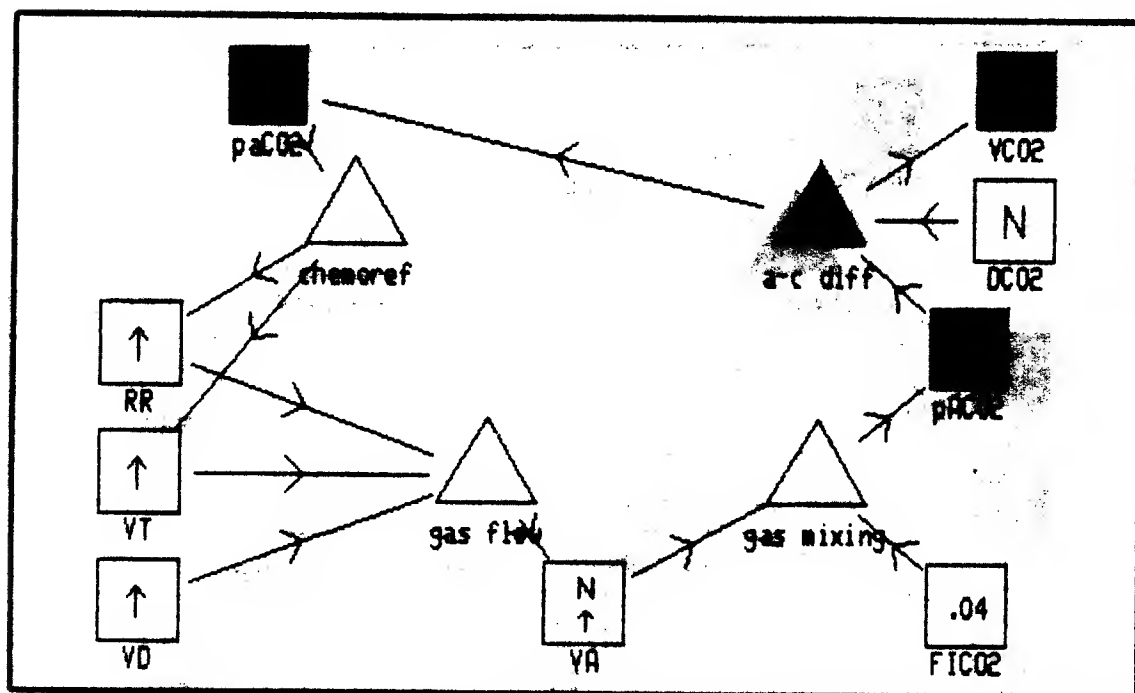 paCO2
VCO2
N
DCO2
chemoref
a-c diff
↑
RR
pACO2
↑
VT
gas flow
gas mixing
↑
VD
N
↑
VA
.04
FICO2